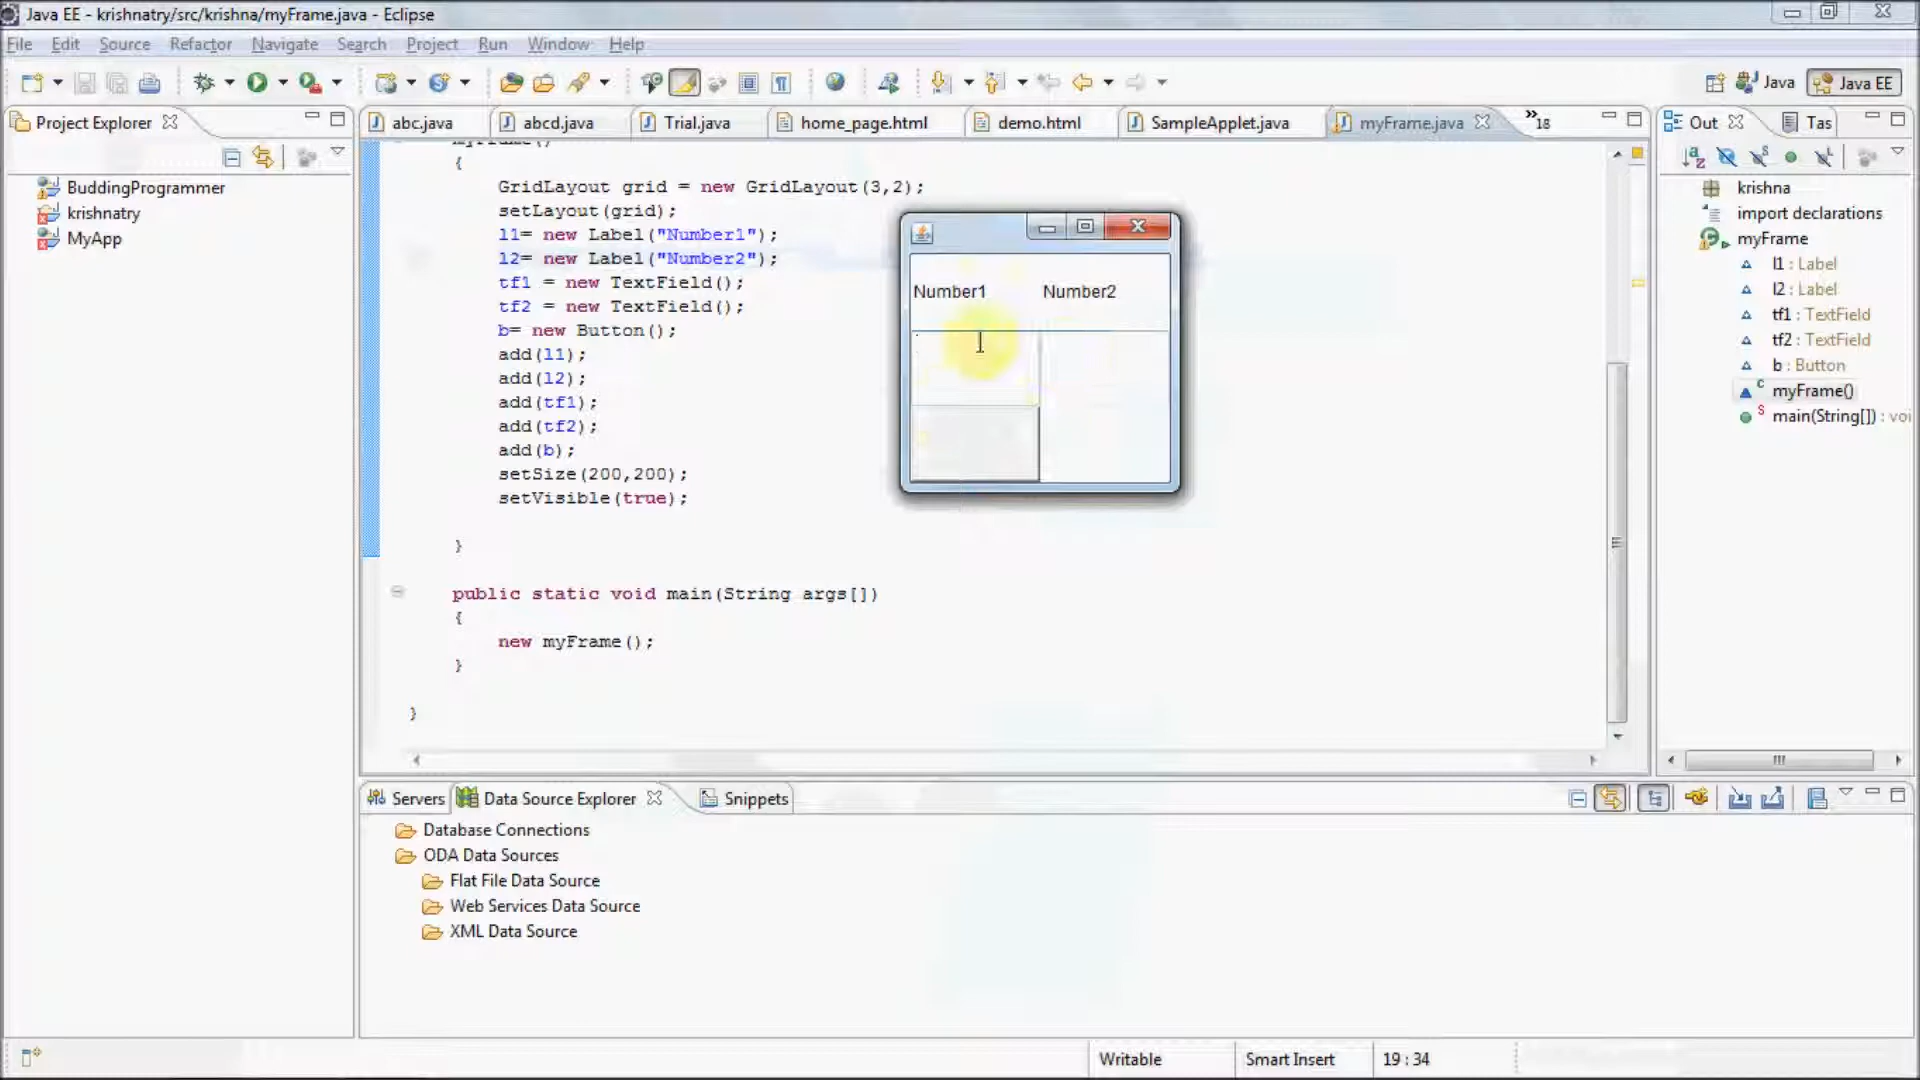 Java EE - krishnatry/src/krishna/myFrame.java - Eclipse
File Edit Source Refactor Navigate Search Project Run Window Help
Java Java EE
Project Explorer
abc.java abcd.java Trial.java home_page.html demo.html SampleApplet.java myFrame.java »18
Out Tas
BuddingProgrammer
krishnatry
MyApp
{
GridLayout grid = new GridLayout(3,2);
setLayout(grid);
l1= new Label("Number1");
l2= new Label("Number2");
tf1 = new TextField();
tf2 = new TextField();
b= new Button();
add(l1);
add(l2);
add(tf1);
add(tf2);
add(b);
setSize(200,200);
setVisible(true);
}
public static void main(String args[])
{
new myFrame();
}
}
Number1 Number2
krishna
import declarations
myFrame
l1 : Label
l2 : Label
tf1 : TextField
tf2 : TextField
b : Button
myFrame()
main(String[]) : voi
Servers Data Source Explorer Snippets
Database Connections
ODA Data Sources
Flat File Data Source
Web Services Data Source
XML Data Source
Writable Smart Insert 19 : 34